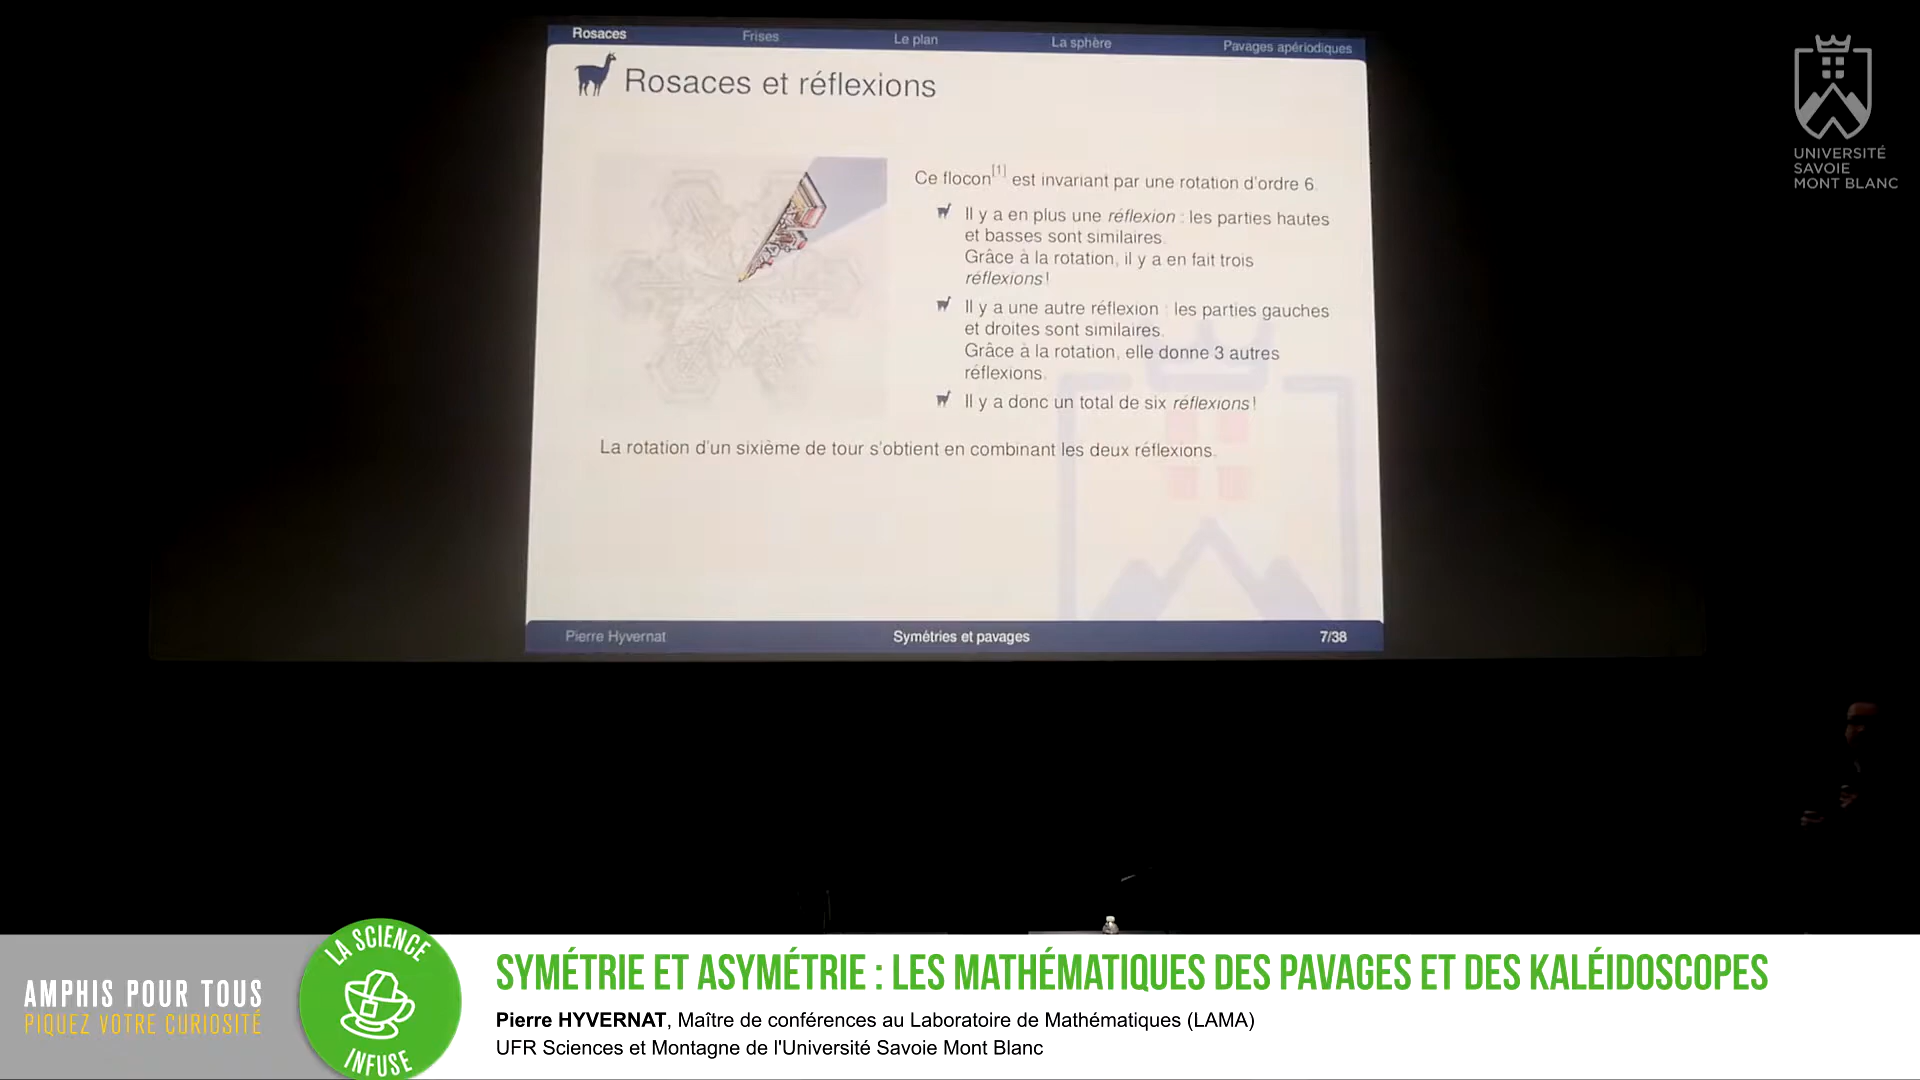 Rosaces Frises Le plan La sphère Pavages apériodiques
Rosaces et réflexions
Ce flocon[1] est invariant par une rotation d'ordre 6.
Il y a en plus une réflexion : les parties hautes
et basses sont similaires.
Grâce à la rotation, il y a en fait trois
réflexions !
Il y a une autre réflexion : les parties gauches
et droites sont similaires.
Grâce à la rotation, elle donne 3 autres
réflexions.
Il y a donc un total de six réflexions !
La rotation d'un sixième de tour s'obtient en combinant les deux réflexions.
Pierre Hyvernat Symétries et pavages 7/38
UNIVERSITÉ
SAVOIE
MONT BLANC
AMPHIS POUR TOUS
PIQUEZ VOTRE CURIOSITÉ
LA SCIENCE
INFUSE
SYMÉTRIE ET ASYMÉTRIE : LES MATHÉMATIQUES DES PAVAGES ET DES KALÉIDOSCOPES
Pierre HYVERNAT, Maître de conférences au Laboratoire de Mathématiques (LAMA)
UFR Sciences et Montagne de l'Université Savoie Mont Blanc